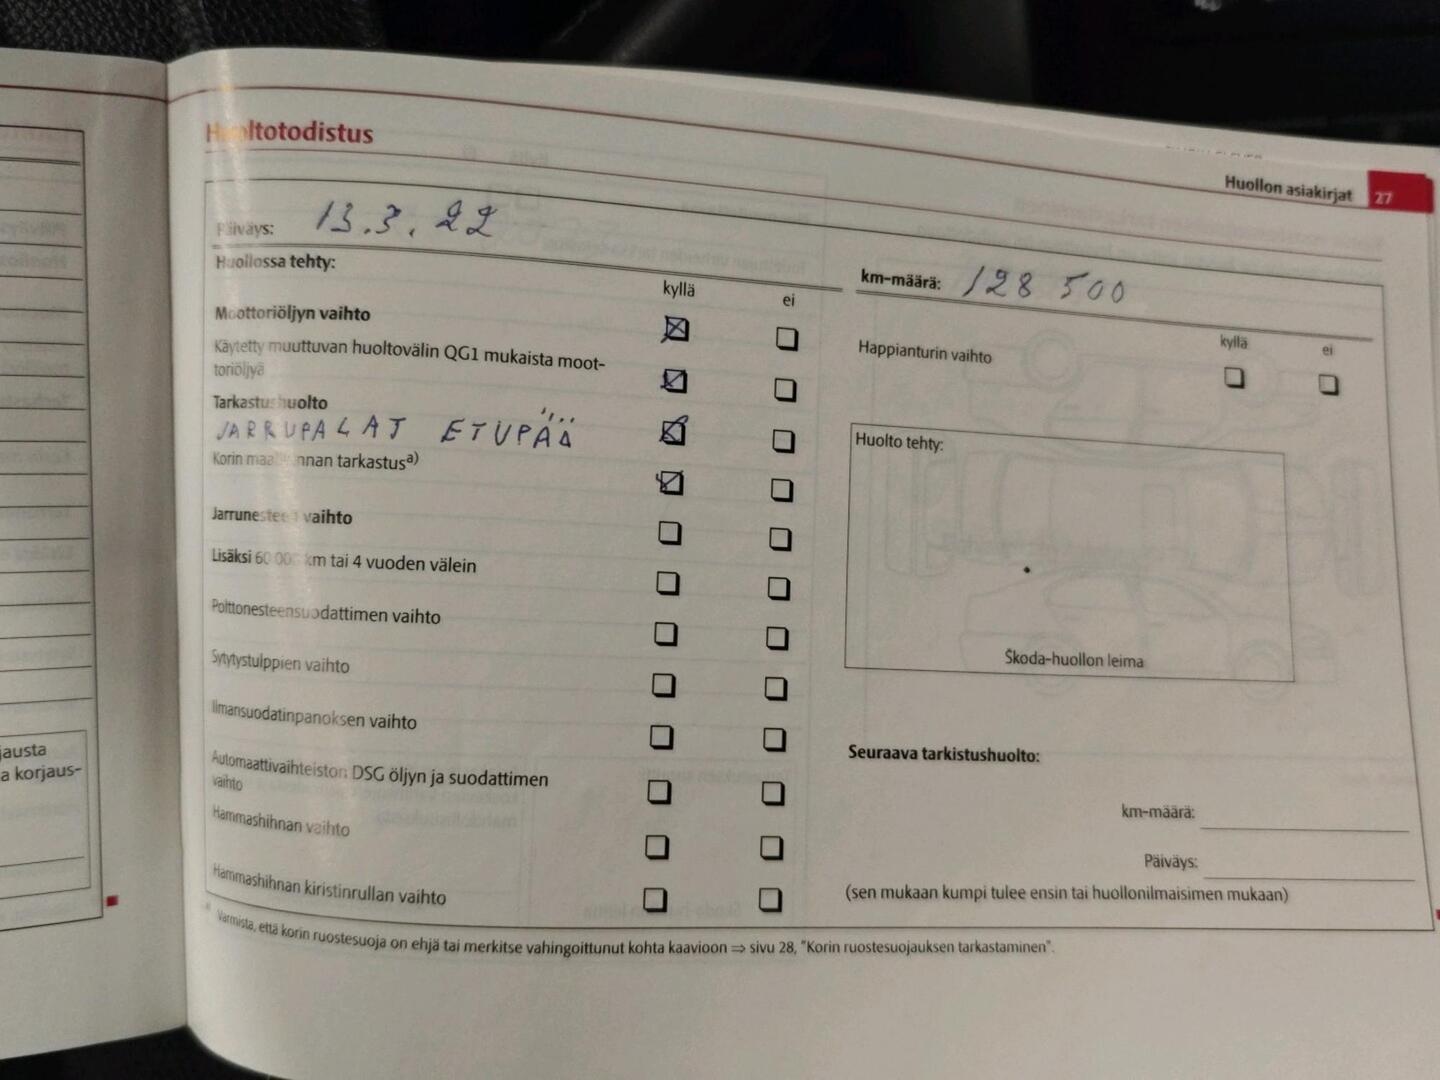 Huoltotodistus
Huollon asiakirjat 27
Päiväys: 13.3.22
km-määrä: 128 500
Huollossa tehty:
kyllä ei
Moottoriöljyn vaihto
Käytetty muuttuvan huoltovälin QG1 mukaista moot-
toriöljyä
Tarkastushuolto
JARRUPALAT ETUPÄÄ
Korin maalipinnan tarkastus a)
Jarrunesteen vaihto
Lisäksi 60 000 km tai 4 vuoden välein
Polttonesteensuodattimen vaihto
Sytytystulppien vaihto
Ilmansuodatinpanoksen vaihto
Automaattivaihteiston DSG öljyn ja suodattimen
vaihto
Hammashihnan vaihto
Hammashihnan kiristinrullan vaihto
kyllä ei
Happianturin vaihto
Huolto tehty:
Škoda-huollon leima
Seuraava tarkistushuolto:
km-määrä:
Päiväys:
(sen mukaan kumpi tulee ensin tai huollonilmaisimen mukaan)
a) Varmista, että korin ruostesuoja on ehjä tai merkitse vahingoittunut kohta kaavioon ⇒ sivu 28, "Korin ruostesuojauksen tarkastaminen".
jausta
a korjaus-